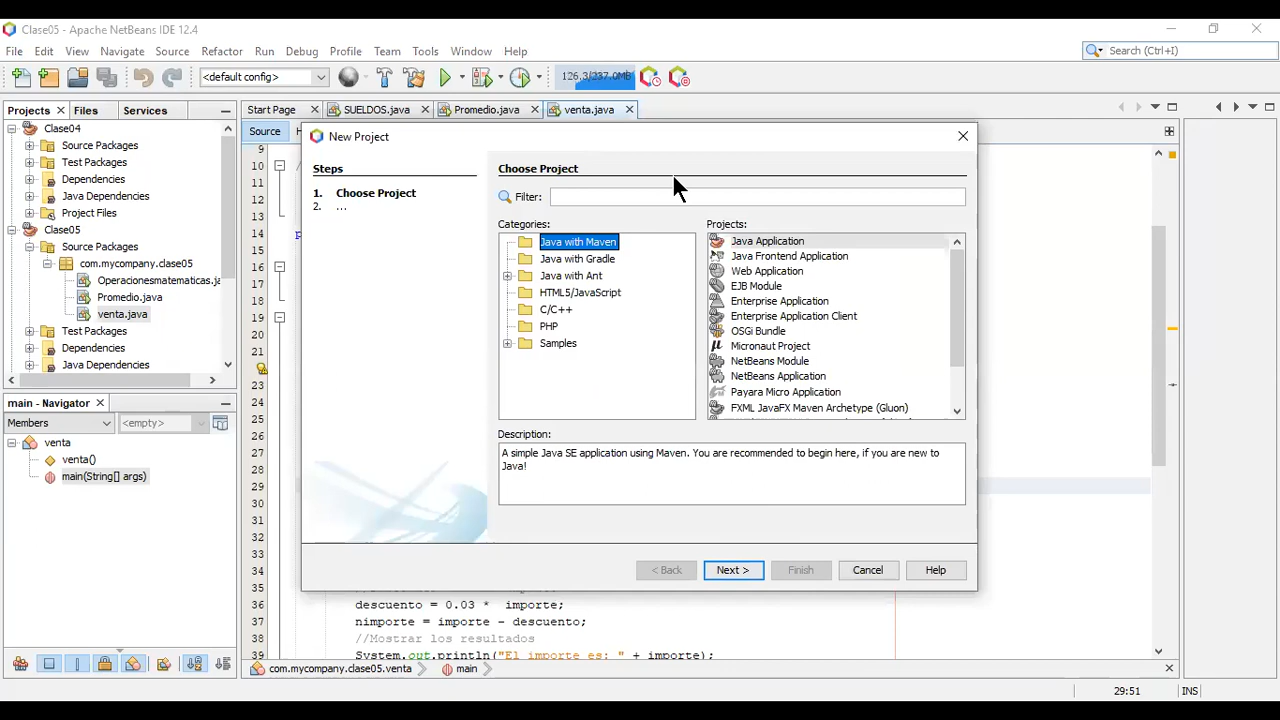 Clase05 - Apache NetBeans IDE 12.4
File Edit View Navigate Source Refactor Run Debug Profile Team Tools Window Help
Search (Ctrl+I)
<default config>
126,3/237,0MB
Projects Files Services
Start Page SUELDOS.java Promedio.java venta.java
Source
Clase04
Source Packages
Test Packages
Dependencies
Java Dependencies
Project Files
Clase05
Source Packages
com.mycompany.clase05
Operacionesmatematicas.ja
Promedio.java
venta.java
Test Packages
Dependencies
Java Dependencies
main - Navigator
Members <empty>
venta
venta()
main(String[] args)
9
10
11
12
13
14
15
16
17
18
19
20
21
23
24
25
26
27
28
29
30
31
32
33
34
35
36 descuento = 0.03 * importe;
37 nimporte = importe - descuento;
38 //Mostrar los resultados
39 System.out.println("El importe es: " + importe);
New Project
Steps
1. Choose Project
2. ...
Choose Project
Filter:
Categories:
Java with Maven
Java with Gradle
Java with Ant
HTML5/JavaScript
C/C++
PHP
Samples
Projects:
Java Application
Java Frontend Application
Web Application
EJB Module
Enterprise Application
Enterprise Application Client
OSGi Bundle
Micronaut Project
NetBeans Module
NetBeans Application
Payara Micro Application
FXML JavaFX Maven Archetype (Gluon)
Description:
A simple Java SE application using Maven. You are recommended to begin here, if you are new to
Java!
< Back Next > Finish Cancel Help
com.mycompany.clase05.venta main
29:51 INS